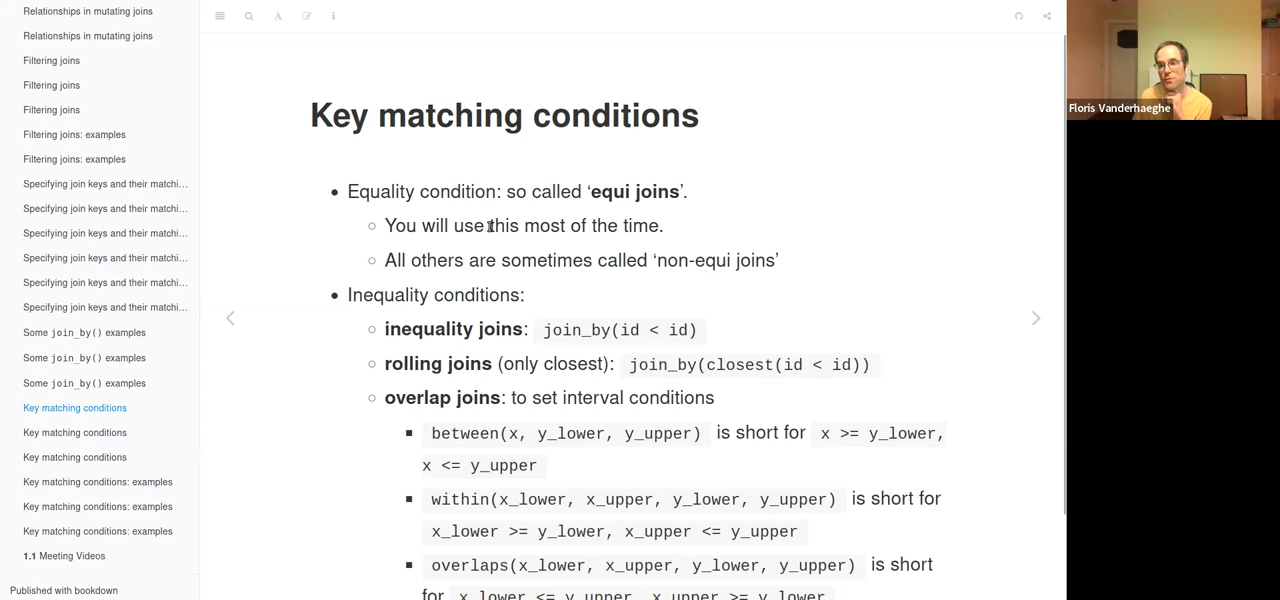 Relationships in mutating joins
Relationships in mutating joins
Filtering joins
Filtering joins
Filtering joins
Filtering joins: examples
Filtering joins: examples
Specifying join keys and their matchi...
Specifying join keys and their matchi...
Specifying join keys and their matchi...
Specifying join keys and their matchi...
Specifying join keys and their matchi...
Specifying join keys and their matchi...
Some join_by() examples
Some join_by() examples
Some join_by() examples
Key matching conditions
Key matching conditions
Key matching conditions
Key matching conditions: examples
Key matching conditions: examples
Key matching conditions: examples
1.1 Meeting Videos
Published with bookdown
Key matching conditions
Equality condition: so called ‘equi joins’.
You will use this most of the time.
All others are sometimes called ‘non-equi joins’
Inequality conditions:
inequality joins: join_by(id < id)
rolling joins (only closest): join_by(closest(id < id))
overlap joins: to set interval conditions
between(x, y_lower, y_upper) is short for x >= y_lower,
x <= y_upper
within(x_lower, x_upper, y_lower, y_upper) is short for
x_lower >= y_lower, x_upper <= y_upper
overlaps(x_lower, x_upper, y_lower, y_upper) is short
for x_lower <= y_upper, x_upper >= y_lower
Floris Vanderhaeghe